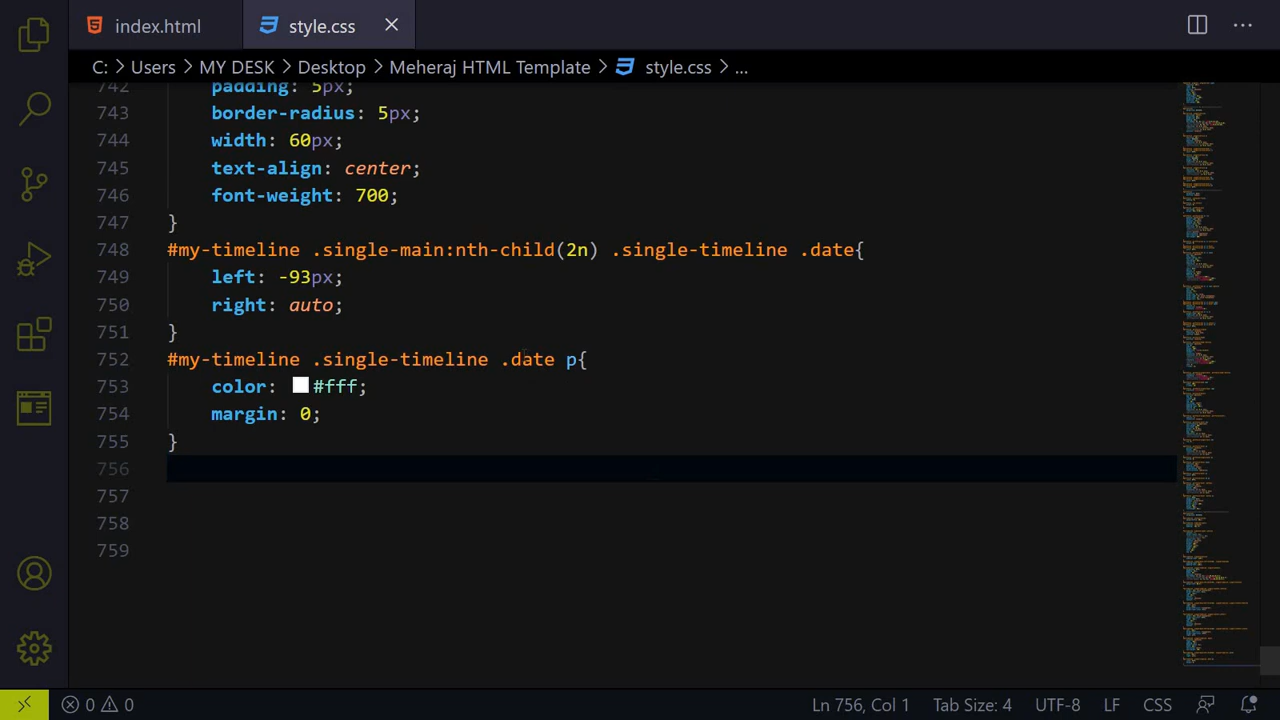 index.html
style.css
C: > Users > MY DESK > Desktop > Meheraj HTML Template > style.css > ...
742 padding: 5px;
743 border-radius: 5px;
744 width: 60px;
745 text-align: center;
746 font-weight: 700;
747 }
748 #my-timeline .single-main:nth-child(2n) .single-timeline .date{
749 left: -93px;
750 right: auto;
751 }
752 #my-timeline .single-timeline .date p{
753 color: #fff;
754 margin: 0;
755 }
756
757
758
759
0 0 Ln 756, Col 1 Tab Size: 4 UTF-8 LF CSS